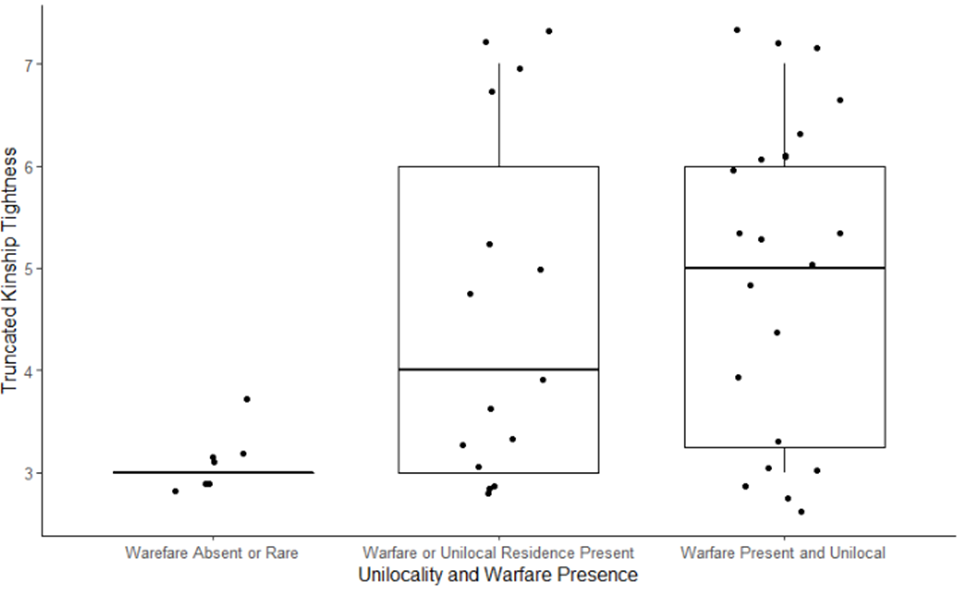 Truncated Kinship Tightness
7
6
5
4
3
Warefare Absent or Rare
Warfare or Unilocal Residence Present
Warfare Present and Unilocal
Unilocality and Warfare Presence